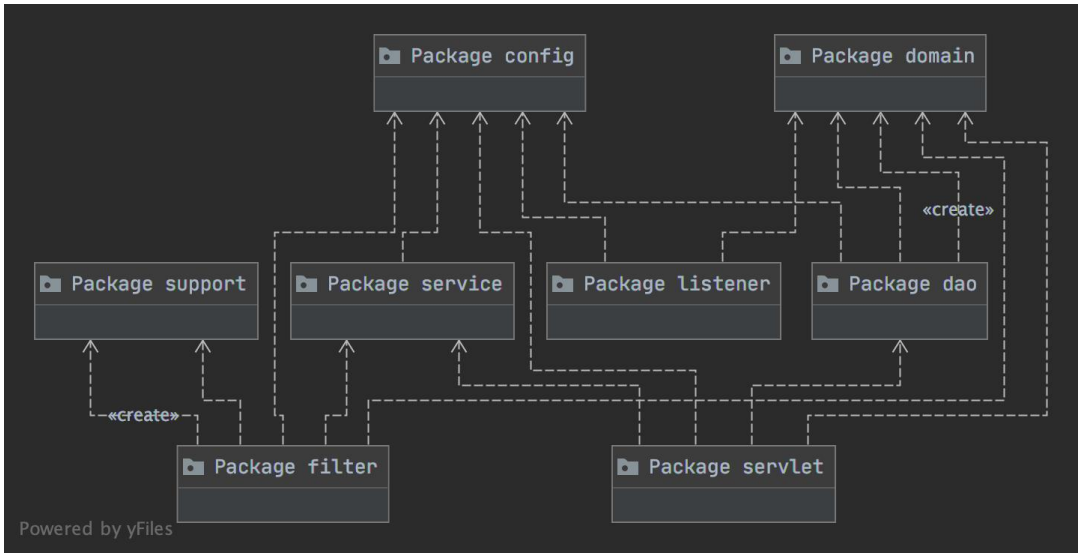 Package config
Package domain
«create»
Package support
Package service
Package listener
Package dao
«create»
Package filter
Package servlet
Powered by yFiles